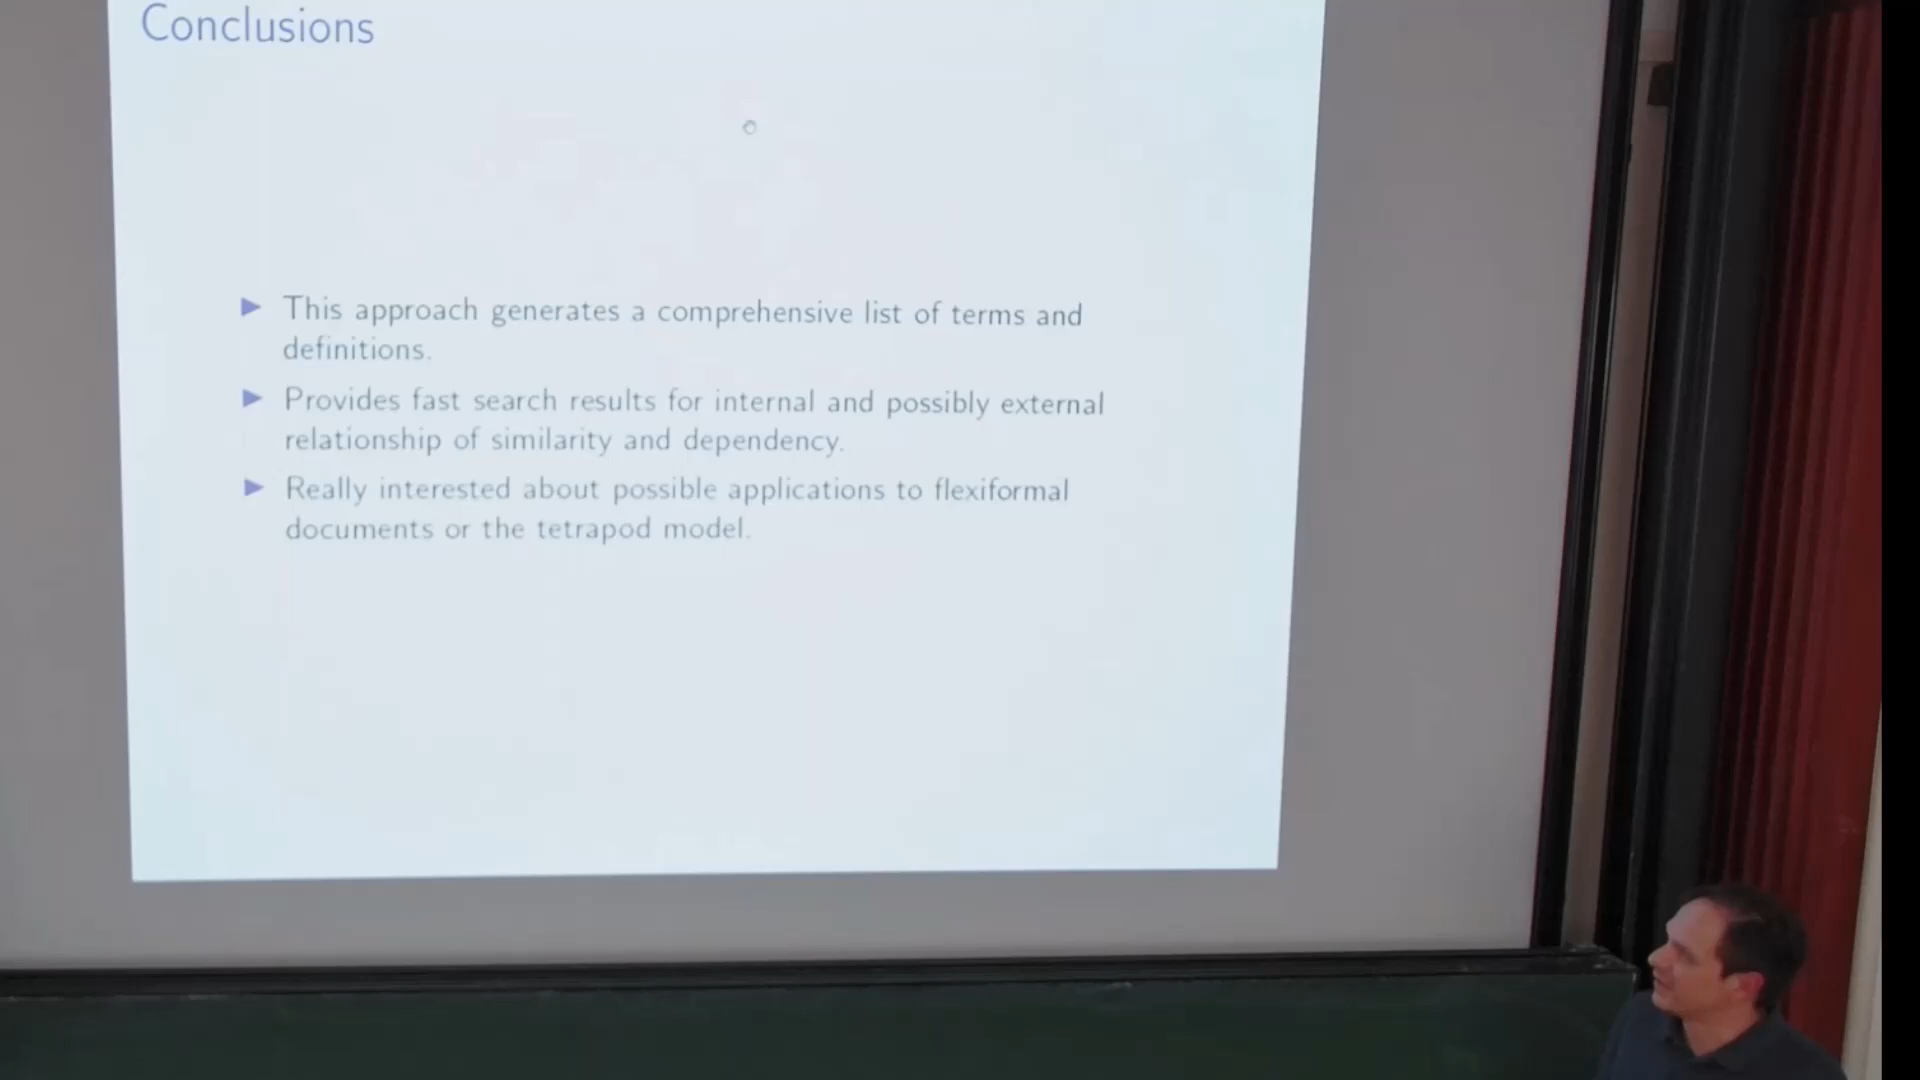 Conclusions
This approach generates a comprehensive list of terms and
definitions.
Provides fast search results for internal and possibly external
relationship of similarity and dependency.
Really interested about possible applications to flexiformal
documents or the tetrapod model.